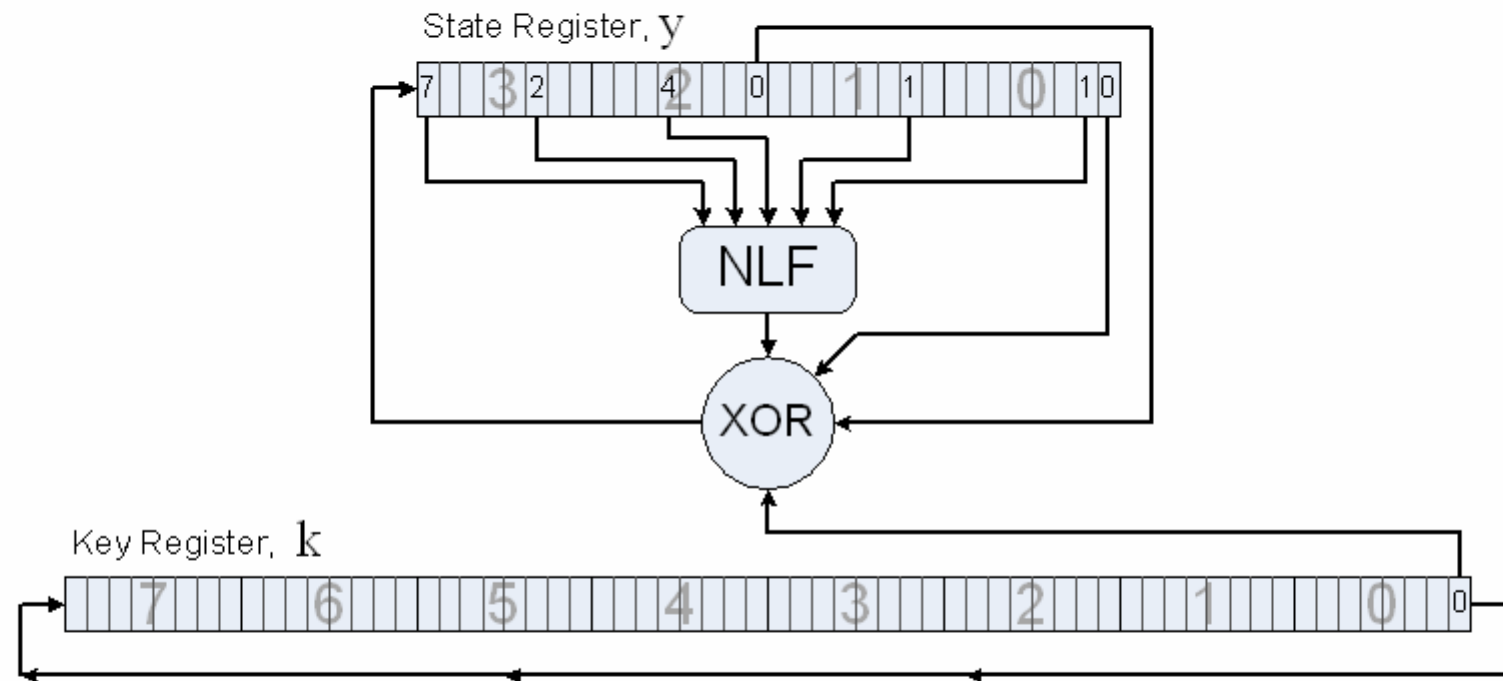 State Register, y
7 3 2 4 2 0 1 1 0 1 0
NLF
XOR
Key Register, k
7 6 5 4 3 2 1 0 0